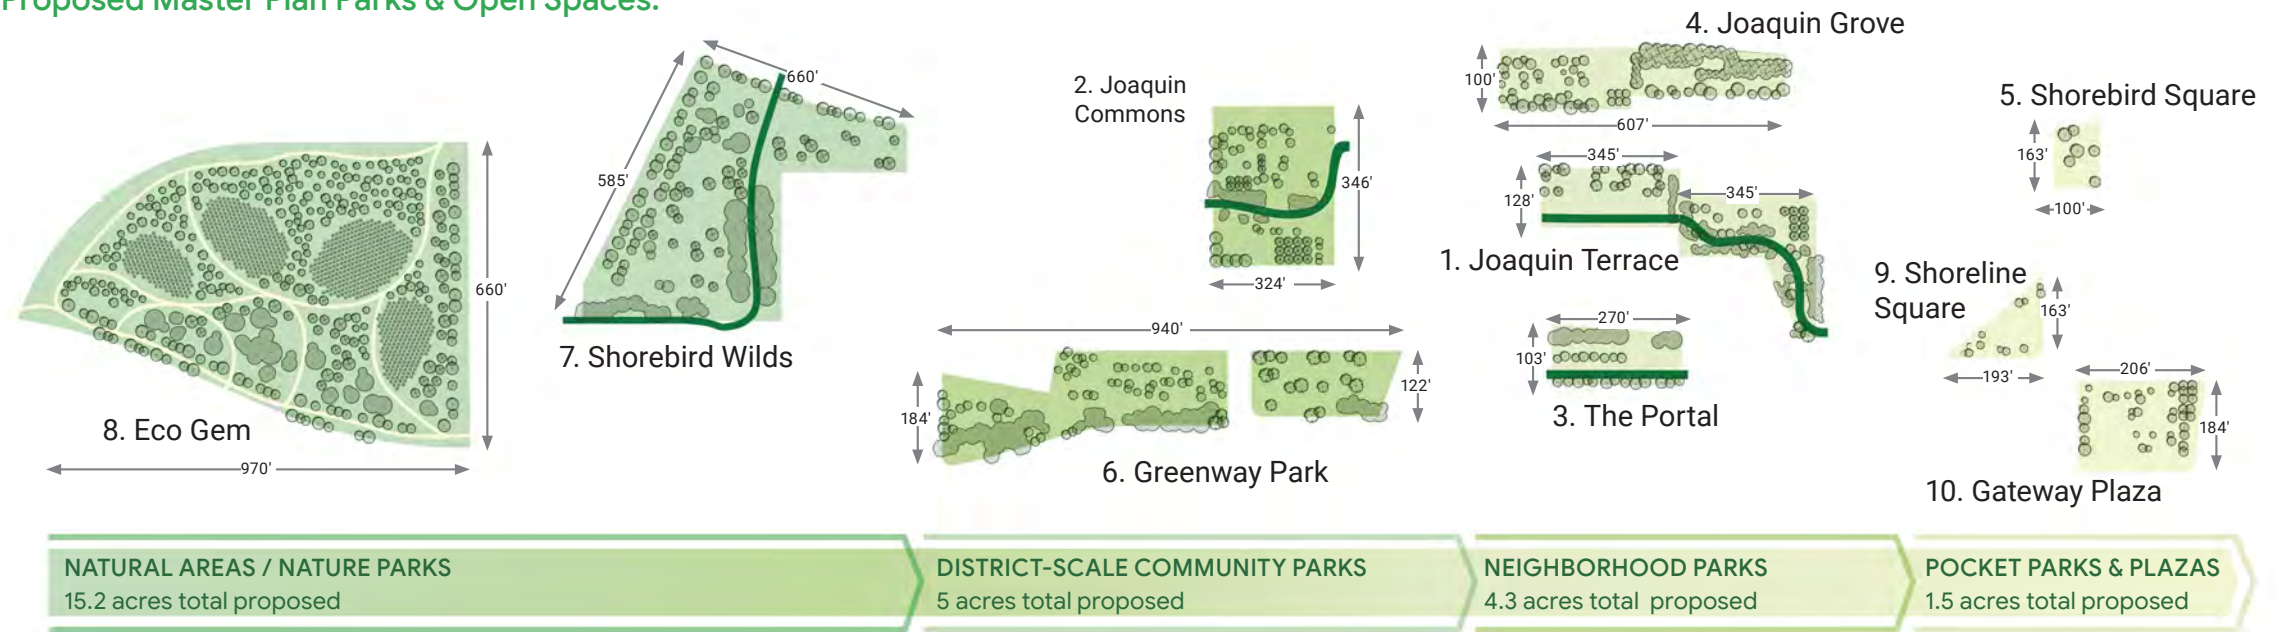 Proposed Master Plan Parks & Open Spaces:
660'
970'
8. Eco Gem
660'
585'
7. Shorebird Wilds
2. Joaquin
Commons
346'
324'
940'
184'
122'
6. Greenway Park
4. Joaquin Grove
100'
607'
345'
128'
345'
1. Joaquin Terrace
270'
103'
3. The Portal
5. Shorebird Square
163'
100'
9. Shoreline
Square
163'
193'
206'
184'
10. Gateway Plaza
NATURAL AREAS / NATURE PARKS
15.2 acres total proposed
DISTRICT-SCALE COMMUNITY PARKS
5 acres total proposed
NEIGHBORHOOD PARKS
4.3 acres total proposed
POCKET PARKS & PLAZAS
1.5 acres total proposed